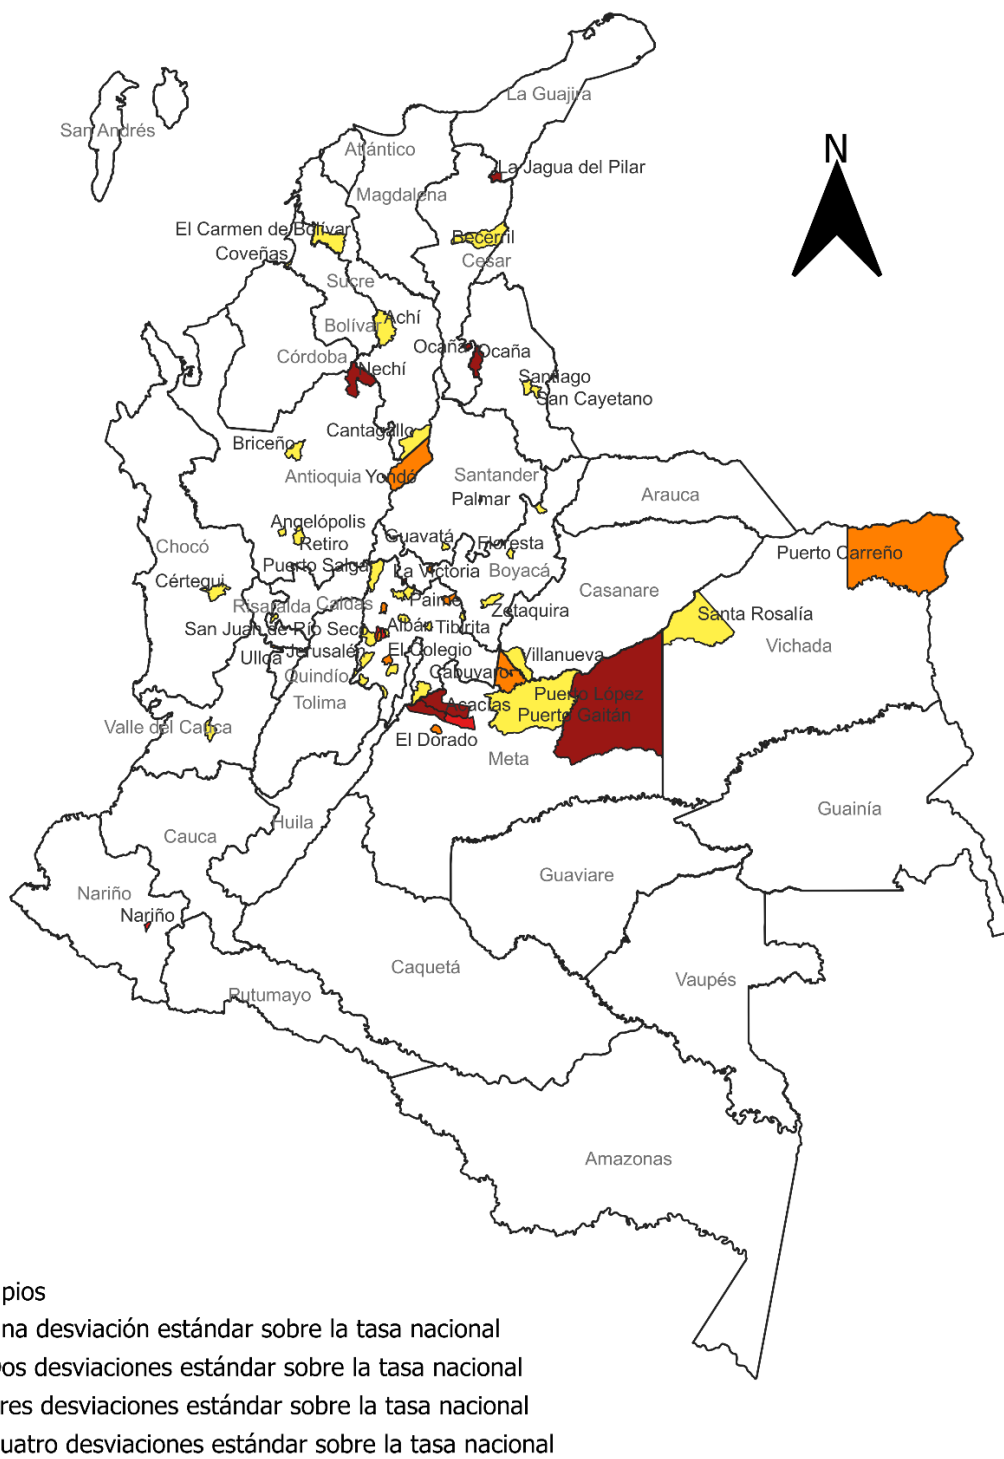 La Guajira
San Andrés
N
Atlántico
La Jagua del Pilar
Magdalena
El Carmen de Bolívar
Becerril
Coveñas
Cesar
Sucre
Achí
Bolívar
Ocaña
Ocaña
Córdoba
Nechí
Santiago
San Cayetano
Cantagallo
Briceño
Antioquia
Yondó
Santander
Arauca
Palmar
Angelópolis
Guavatá
Floresta
Retiro
Chocó
Puerto Carreño
Puerto Salgar
La Victoria
Boyacá
Cértegui
Casanare
Risaralda
Caldas
Paime
Zetaquira
Santa Rosalía
San Juan de Río Seco
Albán
Tibirita
Vichada
Ulloa
Jerusalén
El Colegio
Villanueva
Quindío
Cabuyaro
Puerto López
Tolima
Acacías
Puerto Gaitán
Valle del Cauca
El Dorado
Meta
Guainía
Huila
Cauca
Guaviare
Nariño
Nariño
Caquetá
Vaupés
Putumayo
Amazonas
pios
na desviación estándar sobre la tasa nacional
os desviaciones estándar sobre la tasa nacional
res desviaciones estándar sobre la tasa nacional
uatro desviaciones estándar sobre la tasa nacional